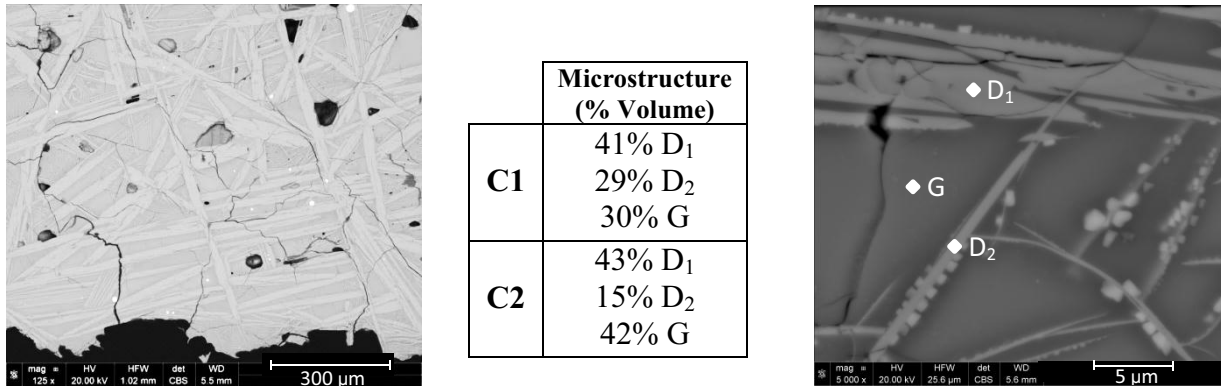 mag HV HFW det WD
125 x 20.00 kV 1.02 mm CBS 5.5 mm
300 µm
Microstructure
(% Volume)
C1
41% D₁
29% D₂
30% G
C2
43% D₁
15% D₂
42% G
D₁
G
D₂
mag HV HFW det WD
5 000 x 20.00 kV 25.6 µm CBS 5.6 mm
5 µm